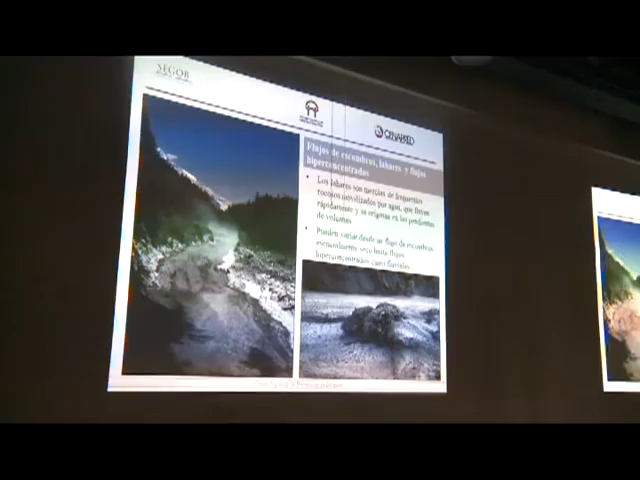 SEGOB
CENAPRED
Flujos de escombros, lahares y flujos
hiperconcentrados
• Los lahares son mezclas de fragmentos
rocosos movilizados por agua, que fluyen
rápidamente y se originan en las pendientes
de volcanes
• Pueden variar desde un flujo de escombros
esencialmente seco hasta flujos
hiperconcentrados casi fluviales